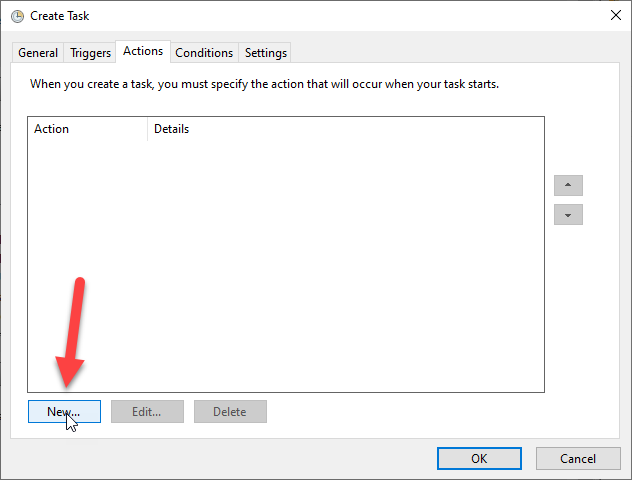 Create Task
General Triggers Actions Conditions Settings
When you create a task, you must specify the action that will occur when your task starts.
Action Details
New... Edit... Delete
OK Cancel